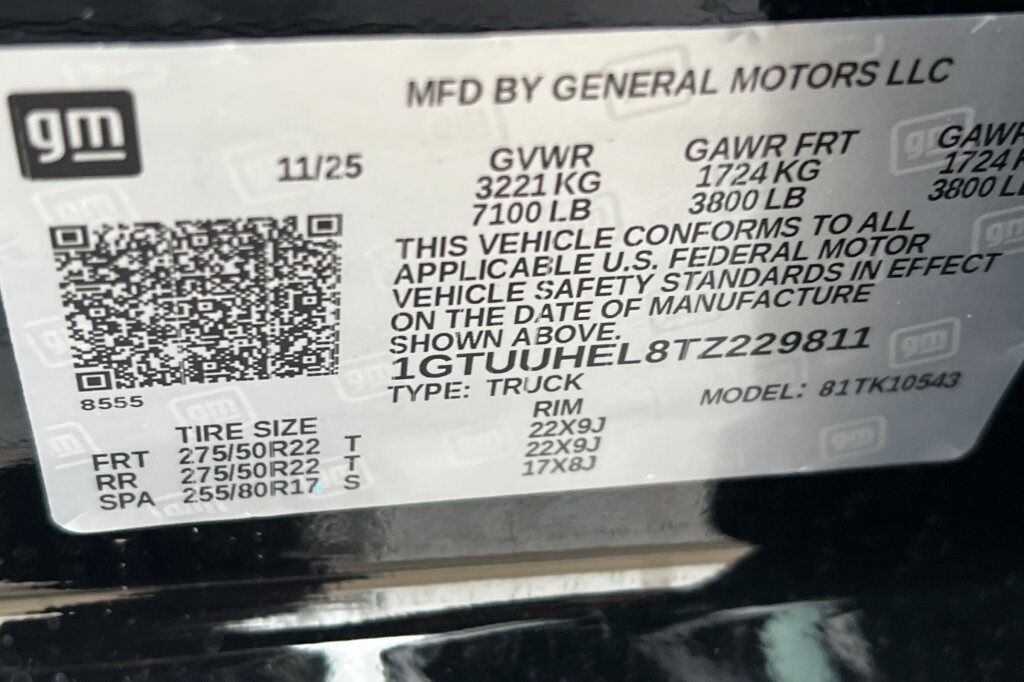 gm
MFD BY GENERAL MOTORS LLC
11/25
GVWR GAWR FRT GAWR
3221 KG 1724 KG 1724
7100 LB 3800 LB 3800
THIS VEHICLE CONFORMS TO ALL
APPLICABLE U.S. FEDERAL MOTOR
VEHICLE SAFETY STANDARDS IN EFFECT
ON THE DATE OF MANUFACTURE
SHOWN ABOVE.
1GTUUHEL8TZ229811
TYPE: TRUCK MODEL: 81TK10543
8555
TIRE SIZE RIM
FRT 275/50R22 T 22X9J
RR 275/50R22 T 22X9J
SPA 255/80R17 S 17X8J